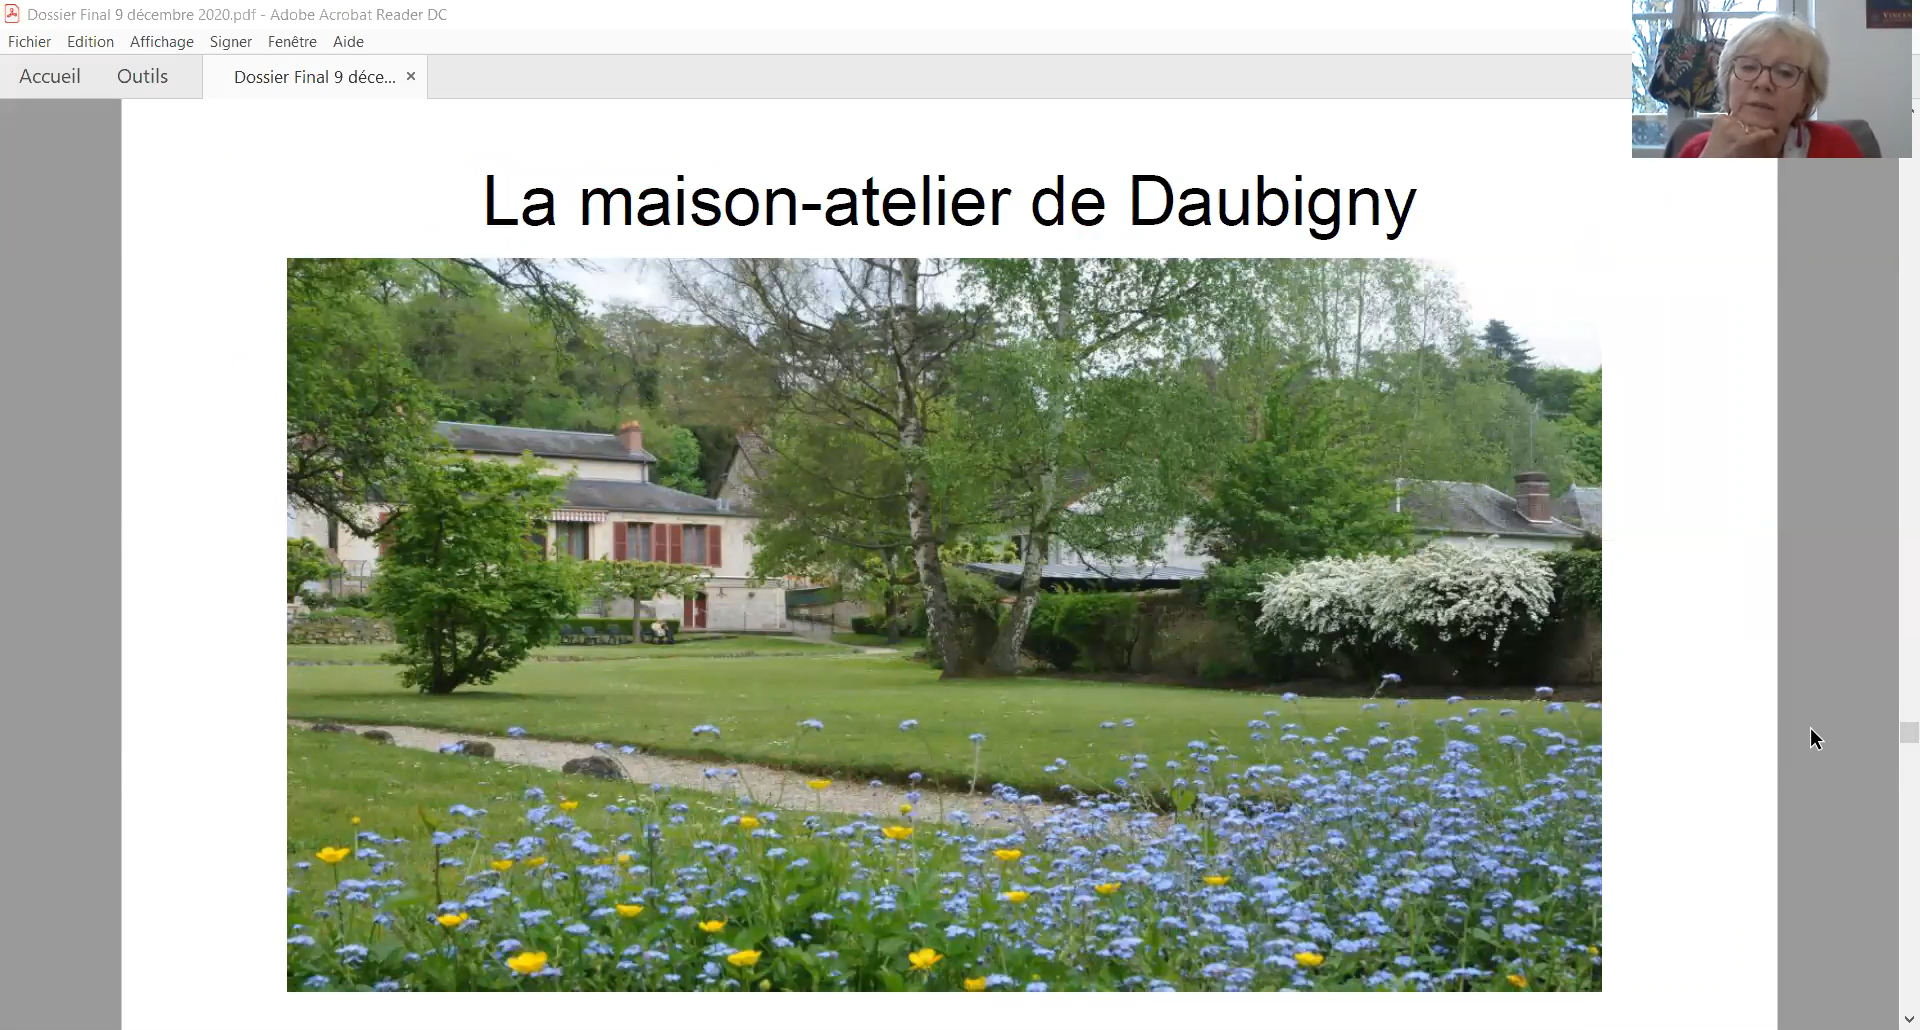 Dossier Final 9 décembre 2020.pdf - Adobe Acrobat Reader DC
Fichier Edition Affichage Signer Fenêtre Aide
Accueil Outils Dossier Final 9 déce... ×
VINCENT
La maison-atelier de Daubigny